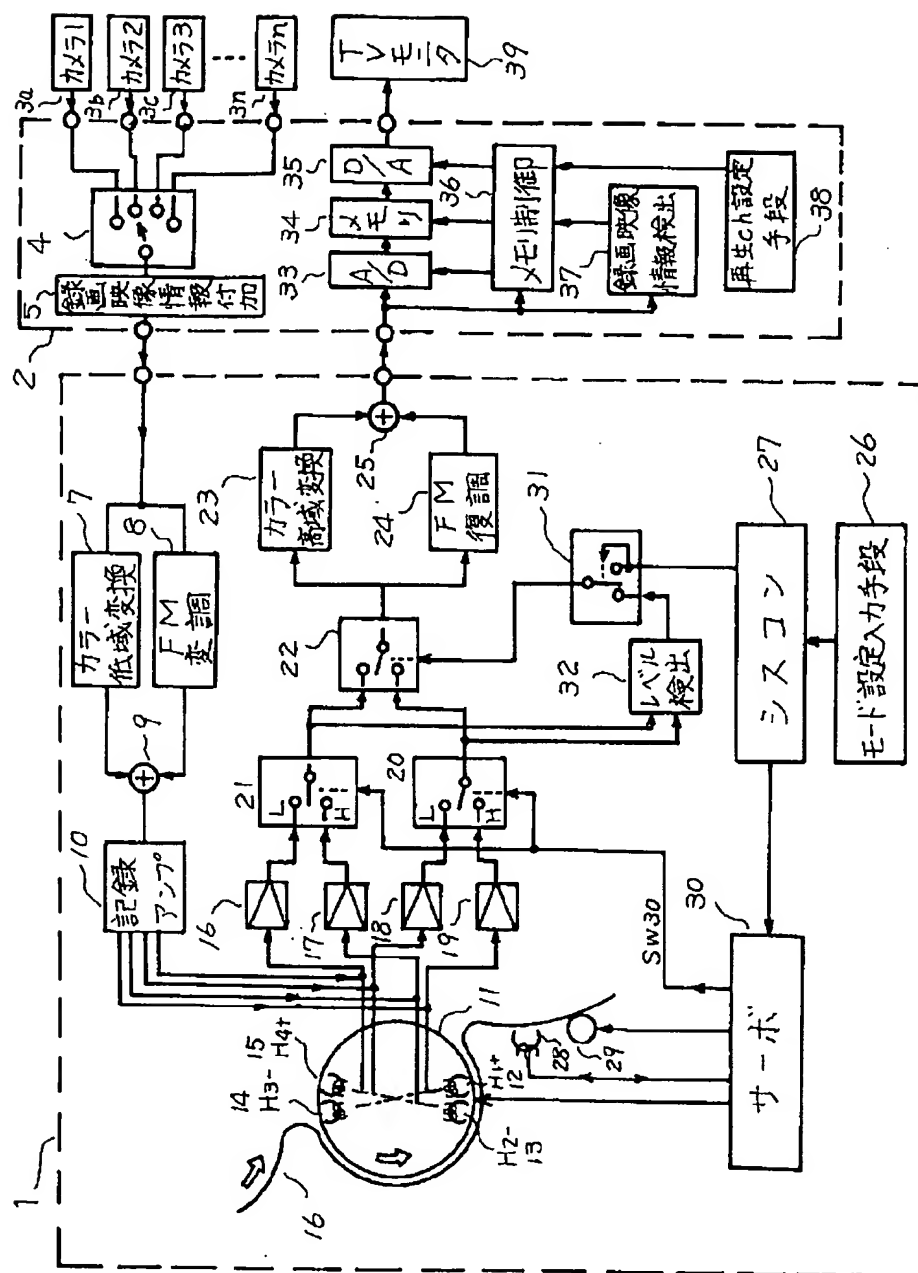 1
2
3a
3b
3c
3n
カメラ1
カメラ2
カメラ3
カメラn
4
5
録画映像情報付加
7
カラー
低域変換
8
FM
変調
9
10
記録
アンプ
11
H1+
12
H2-
13
14
H3-
15
H4+
16
16
17
18
19
20
L
H
21
L
H
22
23
カラー
高域変換
24
FM
復調
25
26
モード設定入力手段
27
シスコン
28
29
30
サーボ
SW30
31
32
レベル
検出
33
A/D
34
メモリ
35
D/A
36
メモリ制御
37
録画映像
情報検出
38
再生ch設定
手段
39
TVモニタ